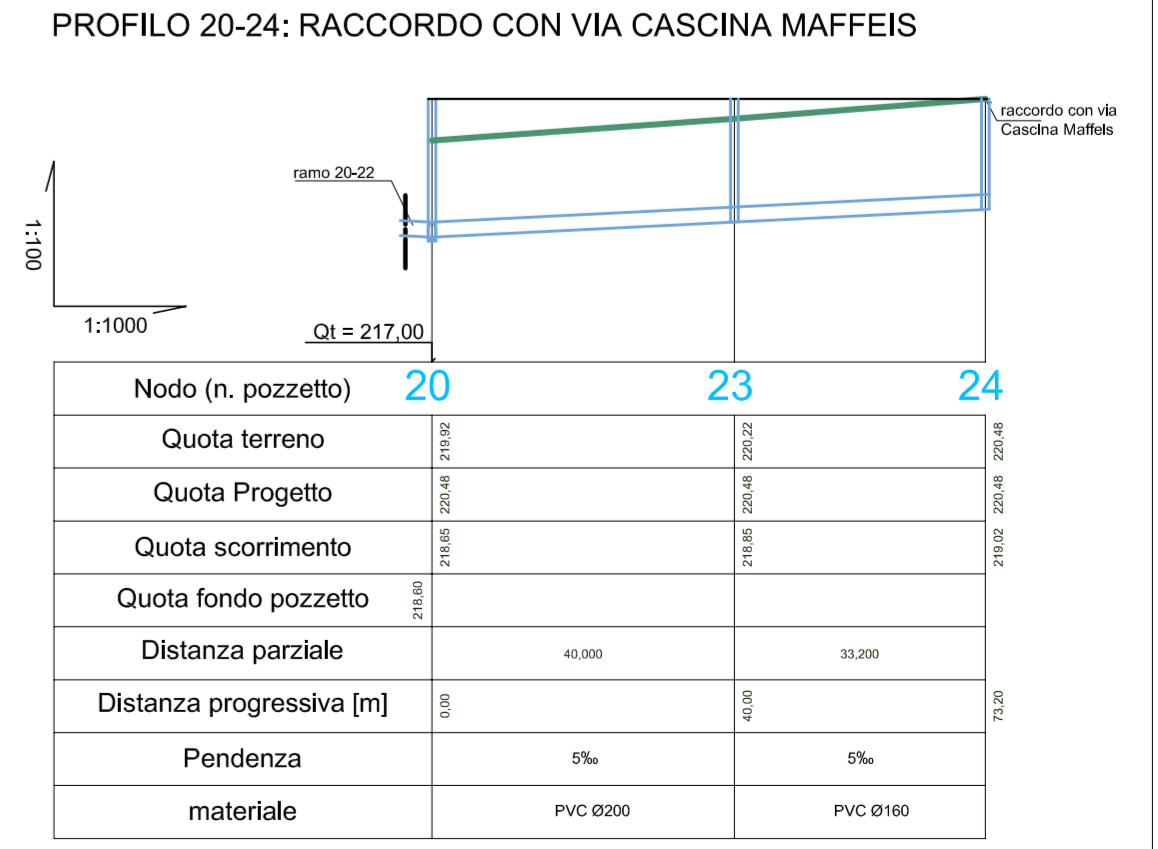 PROFILO 20-24: RACCORDO CON VIA CASCINA MAFFEIS
raccordo con via
Cascina Maffeis
ramo 20-22
1:100
1:1000
Qt = 217,00
Nodo (n. pozzetto) 20 23 24
Quota terreno 219,92 220,22 220,48
Quota Progetto 220,48 220,48 220,48
Quota scorrimento 218,65 218,85 219,02
Quota fondo pozzetto 218,60
Distanza parziale 40,000 33,200
Distanza progressiva [m] 0,00 40,00 73,20
Pendenza 5‰ 5‰
materiale PVC Ø200 PVC Ø160